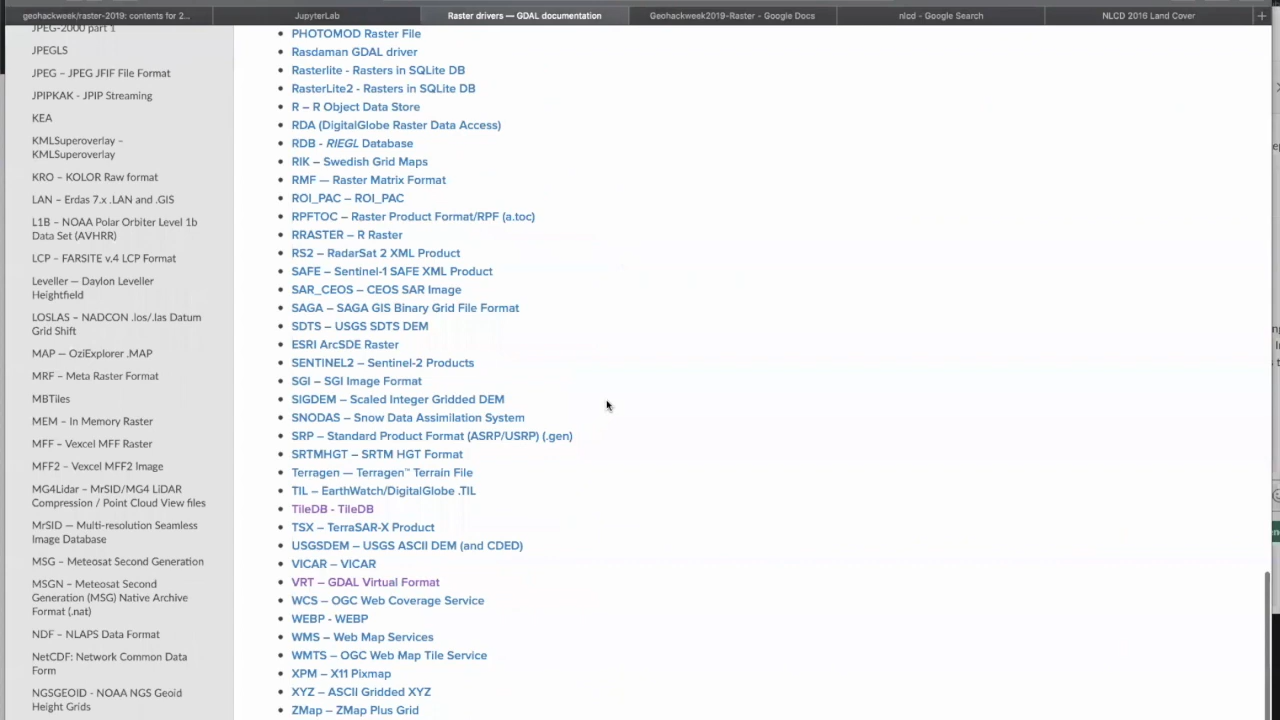 geohackweek/raster-2019: contents for 2...
JupyterLab
Raster drivers — GDAL documentation
Geohackweek2019-Raster - Google Docs
nlcd - Google Search
NLCD 2016 Land Cover
JPEG-2000 part 1
JPEGLS
JPEG – JPEG JFIF File Format
JPIPKAK - JPIP Streaming
KEA
KMLSuperoverlay –
KMLSuperoverlay
KRO – KOLOR Raw format
LAN – Erdas 7.x .LAN and .GIS
L1B – NOAA Polar Orbiter Level 1b
Data Set (AVHRR)
LCP – FARSITE v.4 LCP Format
Leveller — Daylon Leveller
Heightfield
LOSLAS – NADCON .los/.las Datum
Grid Shift
MAP — OziExplorer .MAP
MRF – Meta Raster Format
MBTiles
MEM – In Memory Raster
MFF – Vexcel MFF Raster
MFF2 – Vexcel MFF2 Image
MG4Lidar – MrSID/MG4 LiDAR
Compression / Point Cloud View files
MrSID — Multi-resolution Seamless
Image Database
MSG – Meteosat Second Generation
MSGN – Meteosat Second
Generation (MSG) Native Archive
Format (.nat)
NDF – NLAPS Data Format
NetCDF: Network Common Data
Form
NGSGEOID - NOAA NGS Geoid
Height Grids
PHOTOMOD Raster File
Rasdaman GDAL driver
Rasterlite - Rasters in SQLite DB
RasterLite2 - Rasters in SQLite DB
R – R Object Data Store
RDA (DigitalGlobe Raster Data Access)
RDB - RIEGL Database
RIK – Swedish Grid Maps
RMF — Raster Matrix Format
ROI_PAC – ROI_PAC
RPFTOC – Raster Product Format/RPF (a.toc)
RRASTER – R Raster
RS2 – RadarSat 2 XML Product
SAFE – Sentinel-1 SAFE XML Product
SAR_CEOS – CEOS SAR Image
SAGA – SAGA GIS Binary Grid File Format
SDTS – USGS SDTS DEM
ESRI ArcSDE Raster
SENTINEL2 – Sentinel-2 Products
SGI – SGI Image Format
SIGDEM – Scaled Integer Gridded DEM
SNODAS – Snow Data Assimilation System
SRP – Standard Product Format (ASRP/USRP) (.gen)
SRTMHGT – SRTM HGT Format
Terragen — Terragen™ Terrain File
TIL – EarthWatch/DigitalGlobe .TIL
TileDB - TileDB
TSX – TerraSAR-X Product
USGSDEM – USGS ASCII DEM (and CDED)
VICAR – VICAR
VRT – GDAL Virtual Format
WCS – OGC Web Coverage Service
WEBP - WEBP
WMS – Web Map Services
WMTS – OGC Web Map Tile Service
XPM – X11 Pixmap
XYZ – ASCII Gridded XYZ
ZMap – ZMap Plus Grid